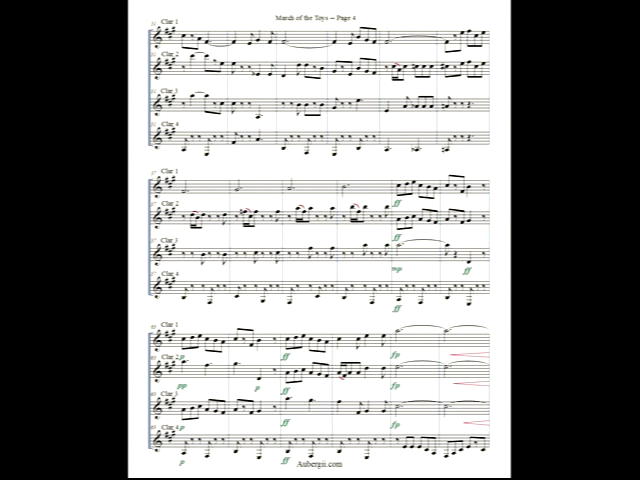 March of the Toys -- Page 4
Clar 1
Clar 2
Clar 3
Clar 4
Clar 1
Clar 2
ff
Clar 3
ff
mp ff
Clar 4
ff
Clar 1
p ff fp
Clar 2
pp p ff fp
Clar 3
ff fp
Clar 4
p ff
Aubergii.com